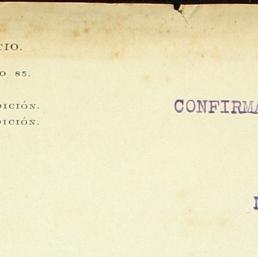 CIO.
O 85.
DICIÓN.
CONFIRMA
DICIÓN.